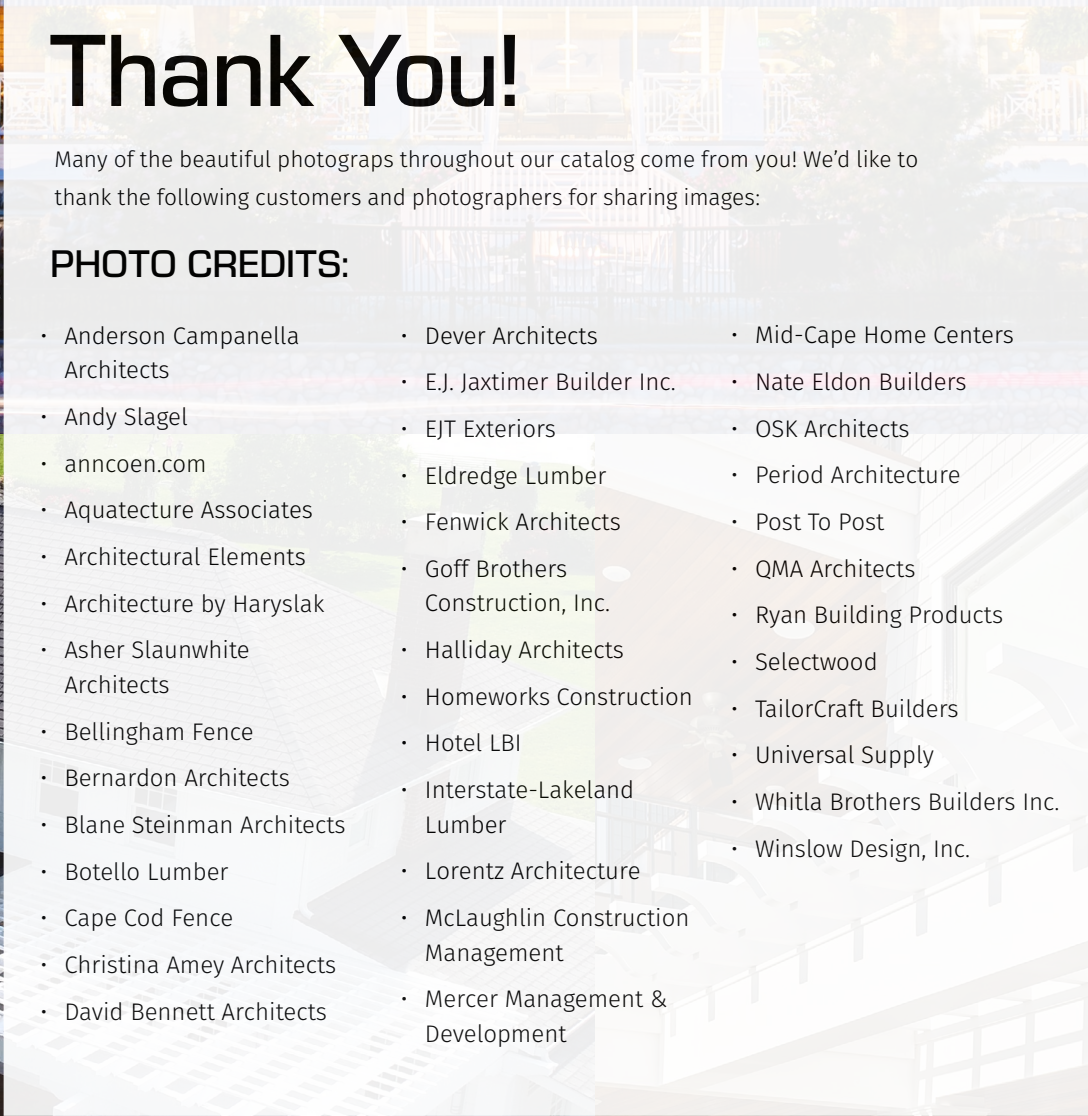 Thank You!
Many of the beautiful photograps throughout our catalog come from you! We’d like to
thank the following customers and photographers for sharing images:
PHOTO CREDITS:
• Anderson Campanella
Architects
• Andy Slagel
• anncoen.com
• Aquatecture Associates
• Architectural Elements
• Architecture by Haryslak
• Asher Slaunwhite
Architects
• Bellingham Fence
• Bernardon Architects
• Blane Steinman Architects
• Botello Lumber
• Cape Cod Fence
• Christina Amey Architects
• David Bennett Architects
• Dever Architects
• E.J. Jaxtimer Builder Inc.
• EJT Exteriors
• Eldredge Lumber
• Fenwick Architects
• Goff Brothers
Construction, Inc.
• Halliday Architects
• Homeworks Construction
• Hotel LBI
• Interstate-Lakeland
Lumber
• Lorentz Architecture
• McLaughlin Construction
Management
• Mercer Management &
Development
• Mid-Cape Home Centers
• Nate Eldon Builders
• OSK Architects
• Period Architecture
• Post To Post
• QMA Architects
• Ryan Building Products
• Selectwood
• TailorCraft Builders
• Universal Supply
• Whitla Brothers Builders Inc.
• Winslow Design, Inc.